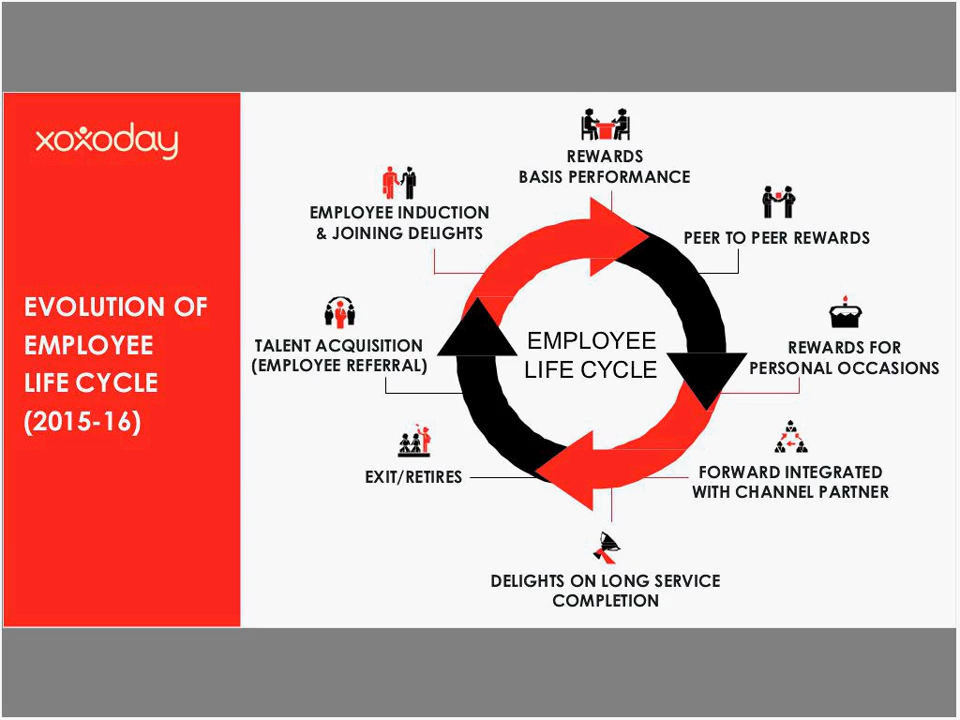 xoxoday
EVOLUTION OF
EMPLOYEE
LIFE CYCLE
(2015-16)
REWARDS
BASIS PERFORMANCE
EMPLOYEE INDUCTION
& JOINING DELIGHTS
PEER TO PEER REWARDS
TALENT ACQUISITION
(EMPLOYEE REFERRAL)
EMPLOYEE
LIFE CYCLE
REWARDS FOR
PERSONAL OCCASIONS
EXIT/RETIRES
FORWARD INTEGRATED
WITH CHANNEL PARTNER
DELIGHTS ON LONG SERVICE
COMPLETION